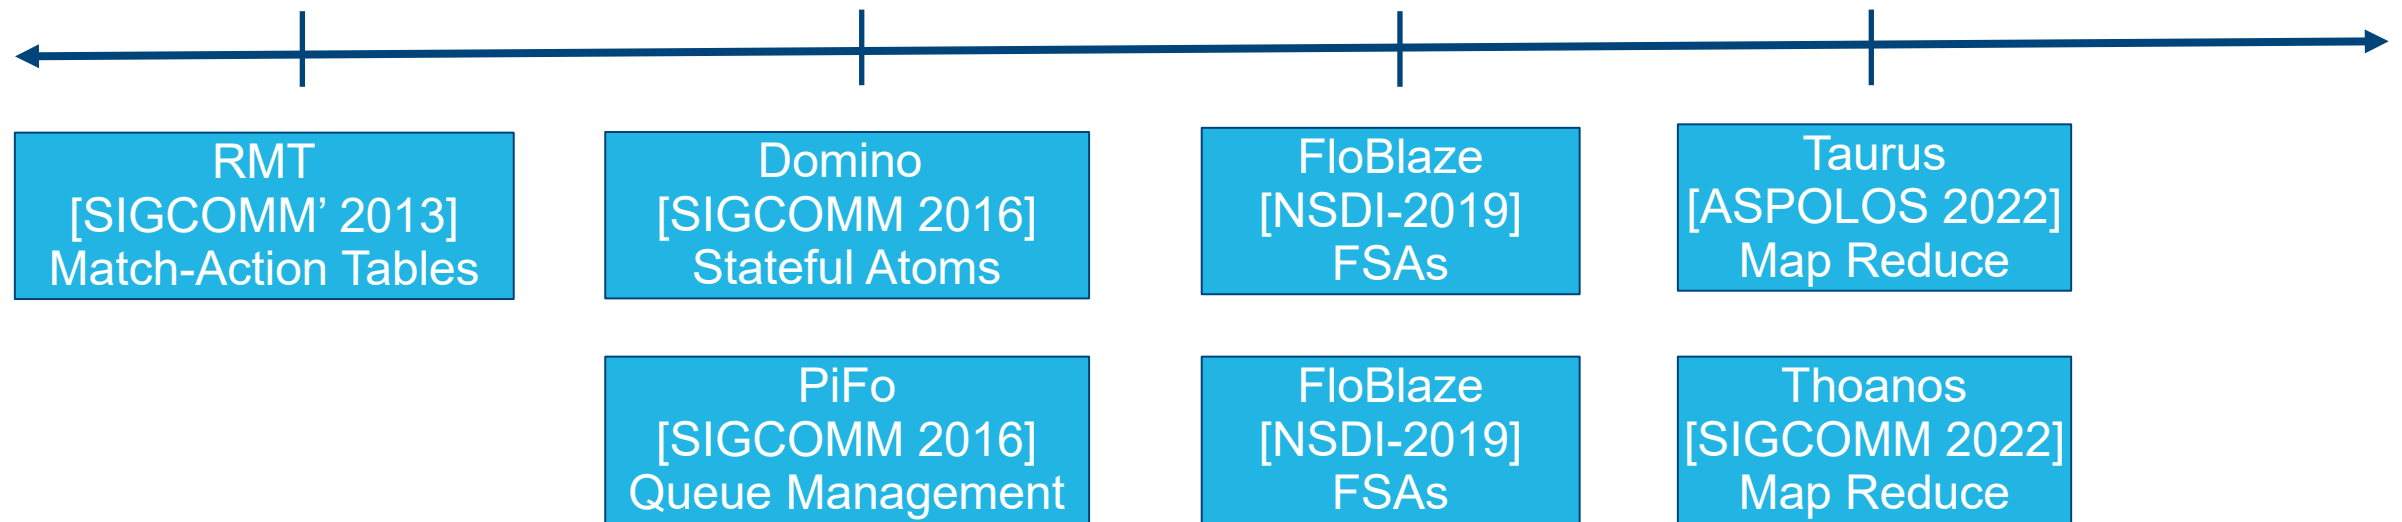 RMT
[SIGCOMM’ 2013]
Match-Action Tables
Domino
[SIGCOMM 2016]
Stateful Atoms
FloBlaze
[NSDI-2019]
FSAs
Taurus
[ASPOLOS 2022]
Map Reduce
PiFo
[SIGCOMM 2016]
Queue Management
FloBlaze
[NSDI-2019]
FSAs
Thoanos
[SIGCOMM 2022]
Map Reduce